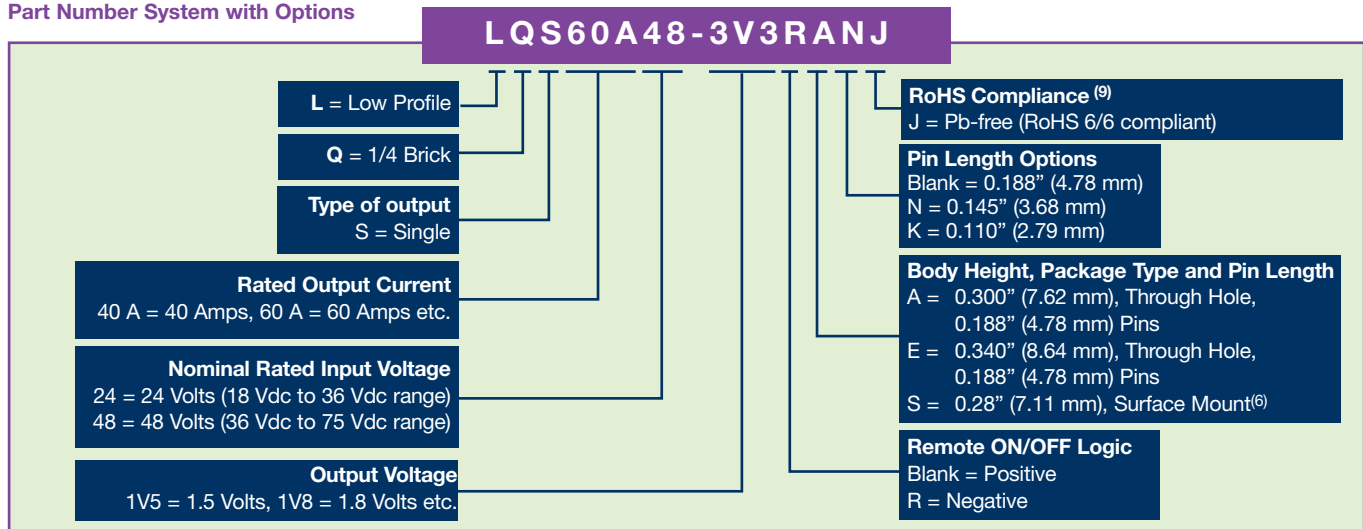 Part Number System with Options
LQS60A48-3V3RANJ
L = Low Profile
Q = 1/4 Brick
Type of output
S = Single
Rated Output Current
40 A = 40 Amps, 60 A = 60 Amps etc.
Nominal Rated Input Voltage
24 = 24 Volts (18 Vdc to 36 Vdc range)
48 = 48 Volts (36 Vdc to 75 Vdc range)
Output Voltage
1V5 = 1.5 Volts, 1V8 = 1.8 Volts etc.
RoHS Compliance (9)
J = Pb-free (RoHS 6/6 compliant)
Pin Length Options
Blank = 0.188” (4.78 mm)
N = 0.145” (3.68 mm)
K = 0.110” (2.79 mm)
Body Height, Package Type and Pin Length
A = 0.300” (7.62 mm), Through Hole,
0.188” (4.78 mm) Pins
E = 0.340” (8.64 mm), Through Hole,
0.188” (4.78 mm) Pins
S = 0.28” (7.11 mm), Surface Mount(6)
Remote ON/OFF Logic
Blank = Positive
R = Negative